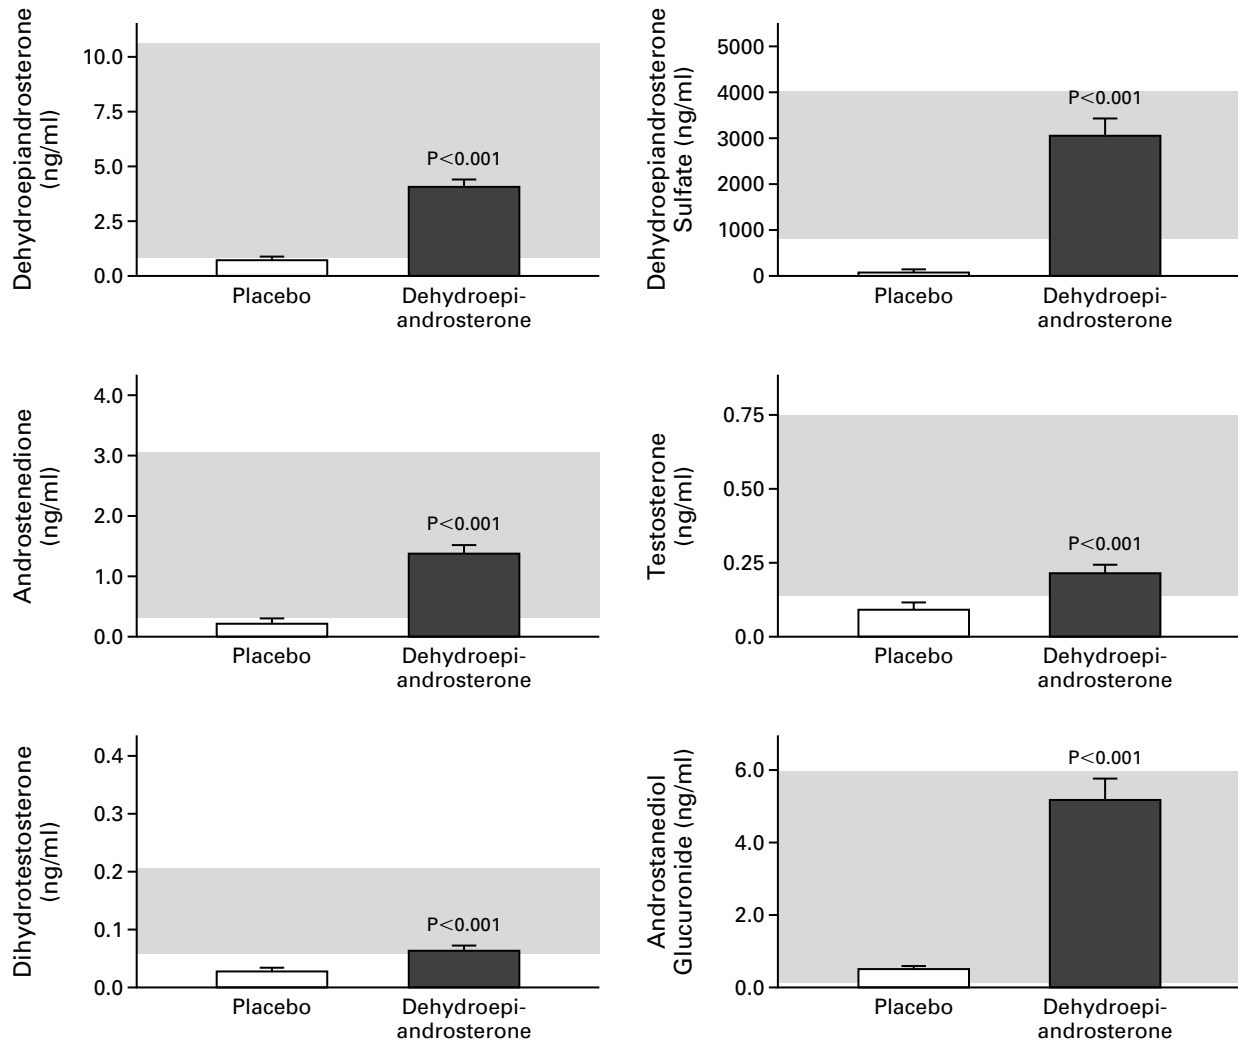 Dehydroepiandrosterone
(ng/ml)
10.0
7.5
5.0
2.5
0.0
P<0.001
Placebo
Dehydroepi-
androsterone
Dehydroepiandrosterone
Sulfate (ng/ml)
5000
4000
3000
2000
1000
0
P<0.001
Placebo
Dehydroepi-
androsterone
Androstenedione
(ng/ml)
4.0
3.0
2.0
1.0
0.0
P<0.001
Placebo
Dehydroepi-
androsterone
Testosterone
(ng/ml)
0.75
0.50
0.25
0.0
P<0.001
Placebo
Dehydroepi-
androsterone
Dihydrotestosterone
(ng/ml)
0.4
0.3
0.2
0.1
0.0
P<0.001
Placebo
Dehydroepi-
androsterone
Androstanediol
Glucuronide (ng/ml)
6.0
4.0
2.0
0.0
P<0.001
Placebo
Dehydroepi-
androsterone